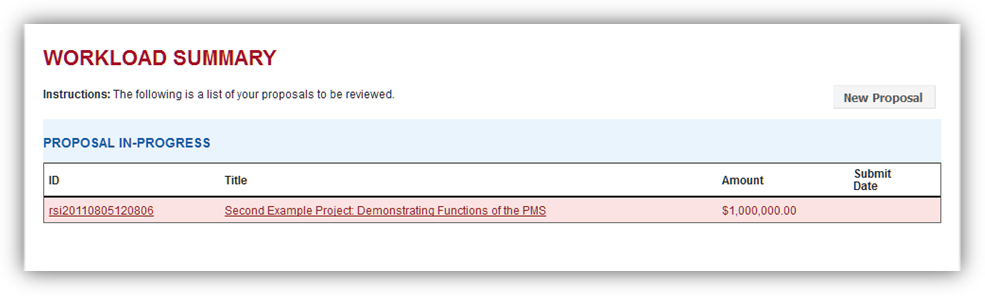 WORKLOAD SUMMARY
Instructions: The following is a list of your proposals to be reviewed.
New Proposal
PROPOSAL IN-PROGRESS
ID Title Amount Submit Date
rsi20110805120806 Second Example Project: Demonstrating Functions of the PMS $1,000,000.00